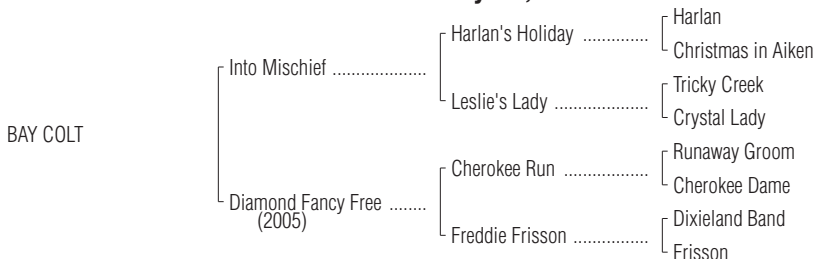 Harlan
Harlan's Holiday ..............
Christmas in Aiken
Into Mischief ....................
Tricky Creek
Leslie's Lady ....................
Crystal Lady
BAY COLT
Runaway Groom
Cherokee Run ..................
Cherokee Dame
Diamond Fancy Free ........
(2005)
Dixieland Band
Freddie Frisson ................
Frisson